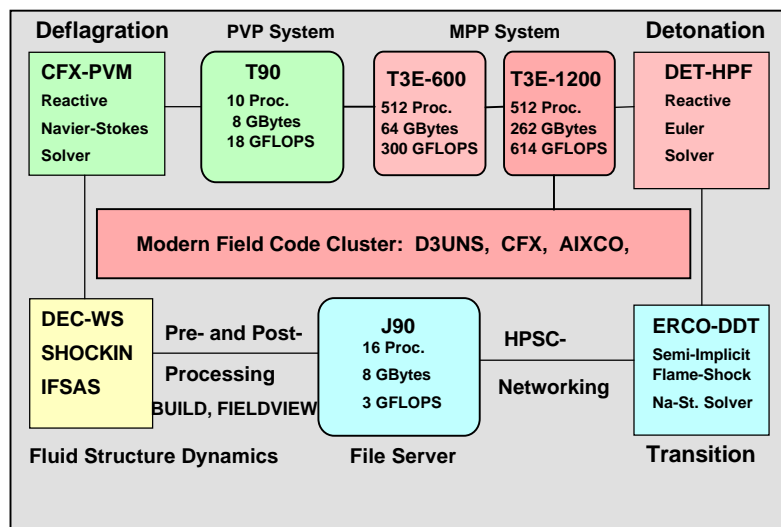 Deflagration
PVP System
MPP System
Detonation
CFX-PVM
Reactive
Navier-Stokes
Solver
T90
10 Proc.
8 GBytes
18 GFLOPS
T3E-600
512 Proc.
64 GBytes
300 GFLOPS
T3E-1200
512 Proc.
262 GBytes
614 GFLOPS
DET-HPF
Reactive
Euler
Solver
Modern Field Code Cluster: D3UNS, CFX, AIXCO,
DEC-WS
SHOCKIN
IFSAS
Pre- and Post-
Processing
BUILD, FIELDVIEW
J90
16 Proc.
8 GBytes
3 GFLOPS
HPSC-
Networking
ERCO-DDT
Semi-Implicit
Flame-Shock
Na-St. Solver
Fluid Structure Dynamics
File Server
Transition